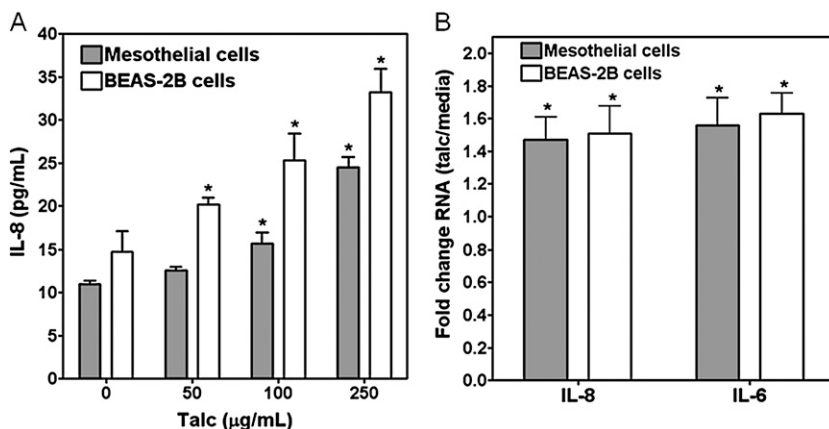 A
40
35
30
25
20
15
10
5
0
IL-8 (pg/mL)
Mesothelial cells
BEAS-2B cells
*
*
*
*
*
0 50 100 250
Talc (μg/mL)
B
2.0
1.8
1.6
1.4
1.2
1.0
0.8
0.6
0.4
0.2
0.0
Fold change RNA (talc/media)
Mesothelial cells
BEAS-2B cells
* * * *
IL-8 IL-6